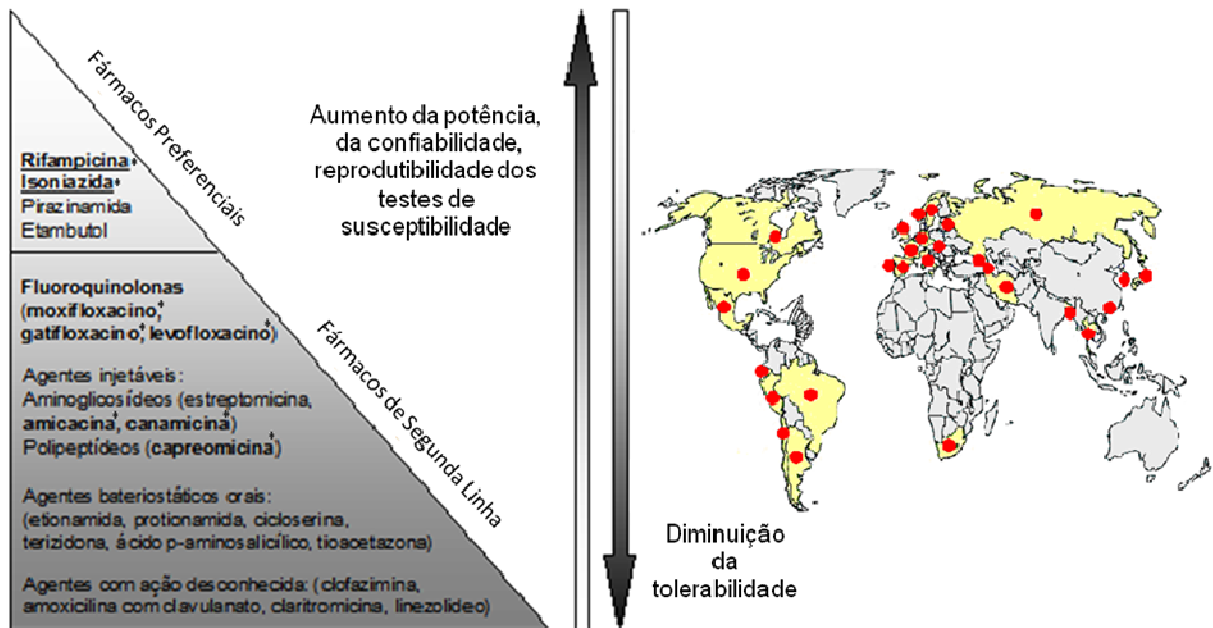 Fármacos Preferenciais
Rifampicina+
Isoniazida+
Pirazinamida
Etambutol
Fármacos de Segunda Linha
Fluoroquinolonas
(moxifloxacino,†
gatifloxacino,† levofloxacino†)
Agentes injetáveis:
Aminoglicosídeos (estreptomicina,
amicacina†, canamicina†)
Polipeptídeos (capreomicina†)
Agentes bateriostáticos orais:
(etionamida, protionamida, cicloserina,
terizidona, ácido p-aminosalicílico, tioacetazona)
Agentes com ação desconhecida: (clofazimina,
amoxicilina com clavulanato, claritromicina, linezolideo)
Aumento da potência,
da confiabilidade,
reprodutibilidade dos
testes de
susceptibilidade
Diminuição
da
tolerabilidade